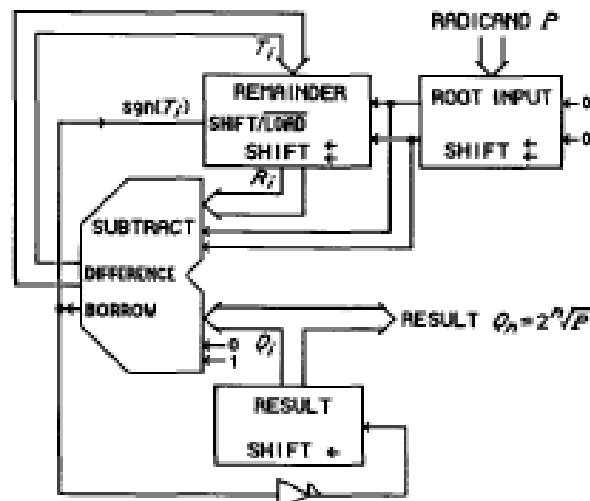 RADICAND P
T_i
REMAINDER
ROOT INPUT
0
sgn(T_i)
SHIFT/L̅O̅A̅D̅
0
SHIFT
SHIFT
R_i
SUBTRACT
DIFFERENCE
BORROW
RESULT Q_n=2^n√P
Q_i
0
1
RESULT
SHIFT